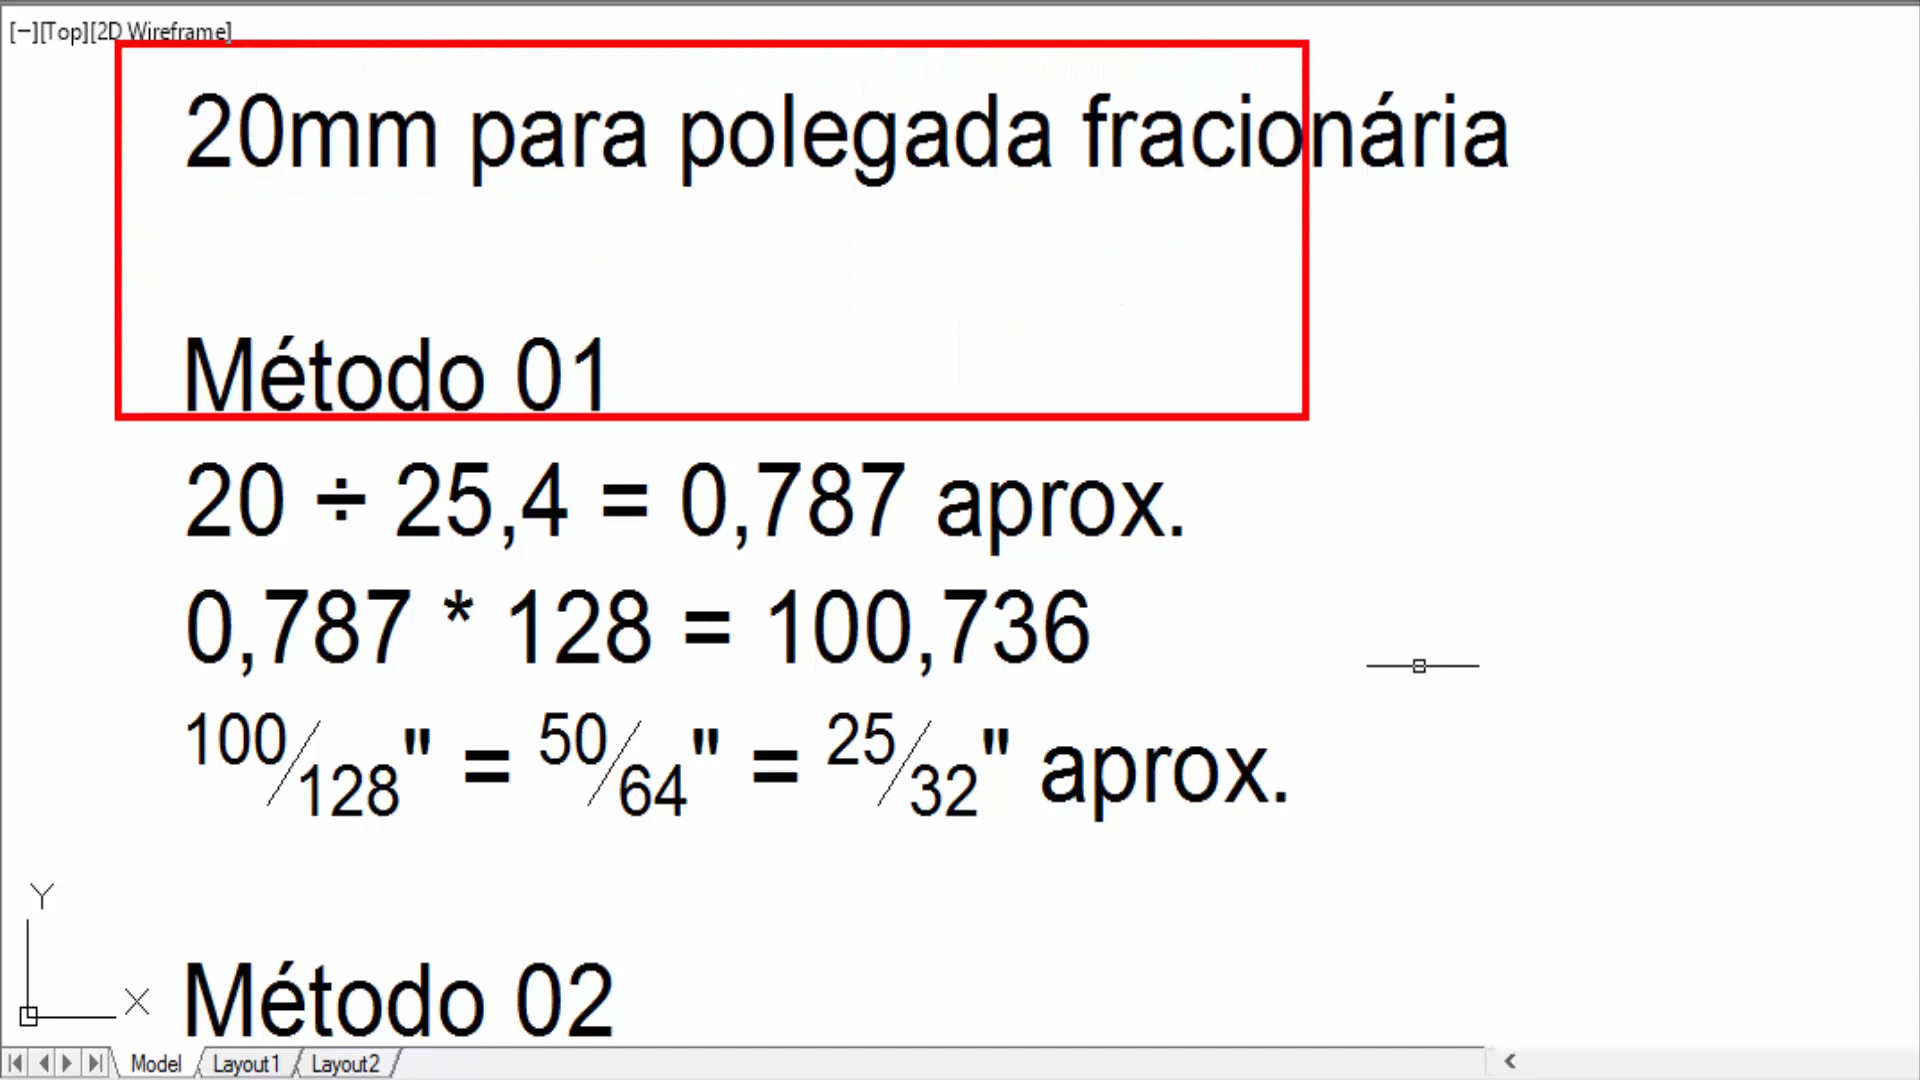 [−][Top][2D Wireframe]
20mm para polegada fracionária
Método 01
20 ÷ 25,4 = 0,787 aprox.
0,787 * 128 = 100,736
100/128" = 50/64" = 25/32" aprox.
Y
X
Método 02
Model Layout1 Layout2